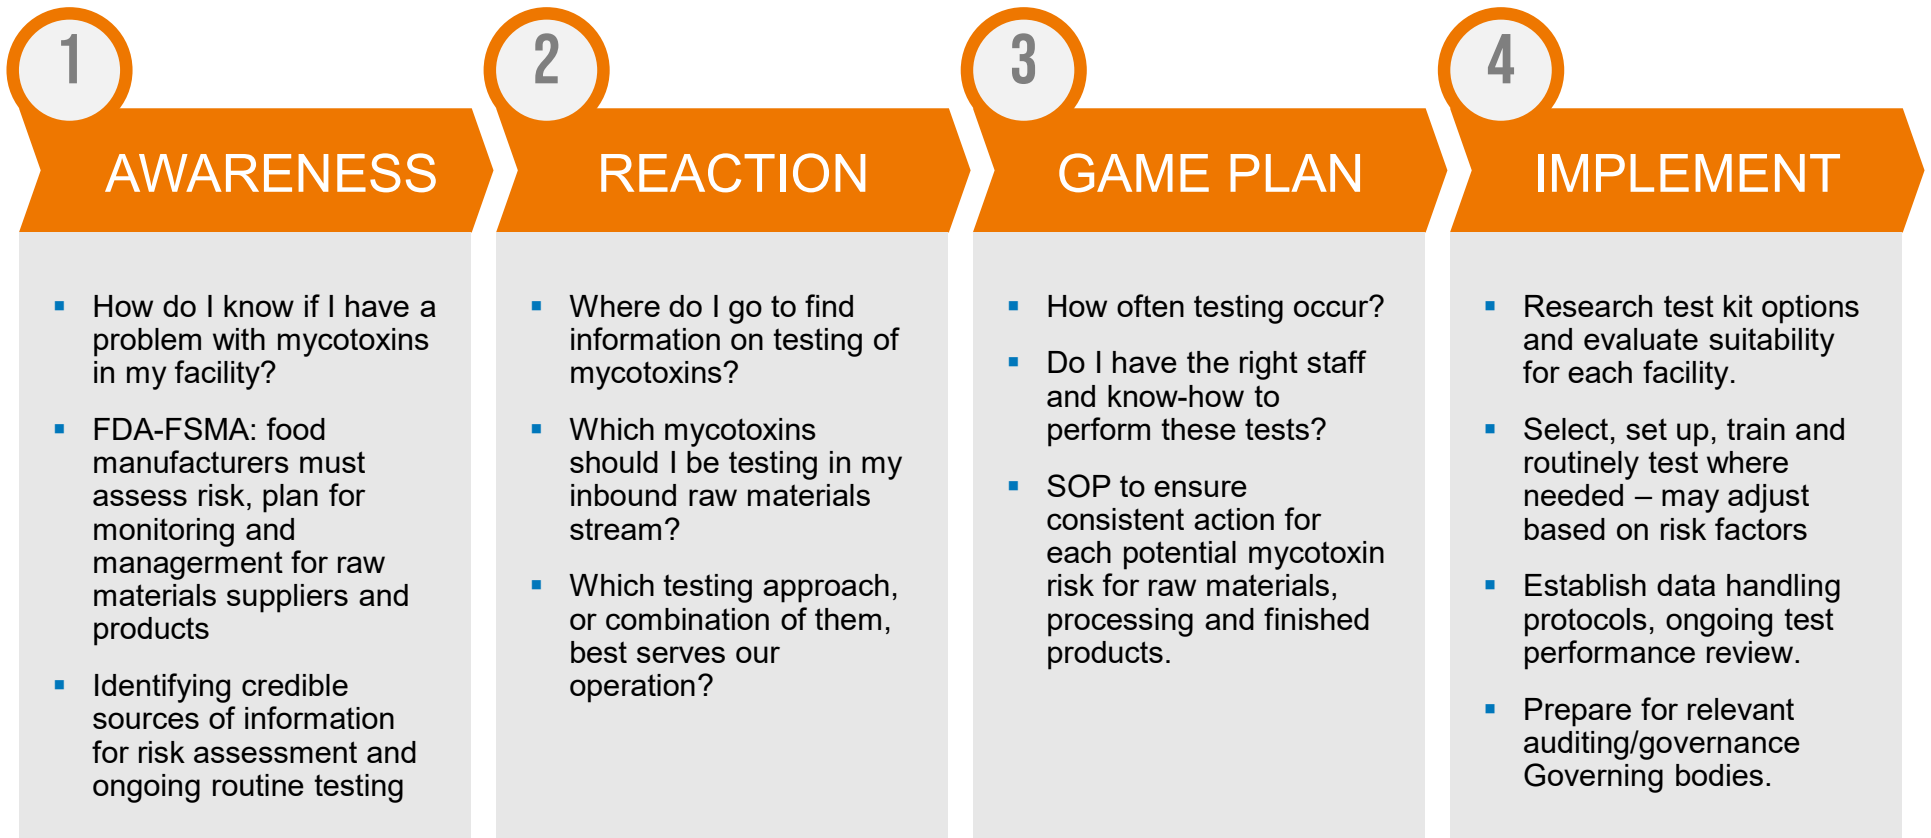 1
AWARENESS
How do I know if I have a
problem with mycotoxins
in my facility?
FDA-FSMA: food
manufacturers must
assess risk, plan for
monitoring and
managerment for raw
materials suppliers and
products
Identifying credible
sources of information
for risk assessment and
ongoing routine testing
2
REACTION
Where do I go to find
information on testing of
mycotoxins?
Which mycotoxins
should I be testing in my
inbound raw materials
stream?
Which testing approach,
or combination of them,
best serves our
operation?
3
GAME PLAN
How often testing occur?
Do I have the right staff
and know-how to
perform these tests?
SOP to ensure
consistent action for
each potential mycotoxin
risk for raw materials,
processing and finished
products.
4
IMPLEMENT
Research test kit options
and evaluate suitability
for each facility.
Select, set up, train and
routinely test where
needed – may adjust
based on risk factors
Establish data handling
protocols, ongoing test
performance review.
Prepare for relevant
auditing/governance
Governing bodies.